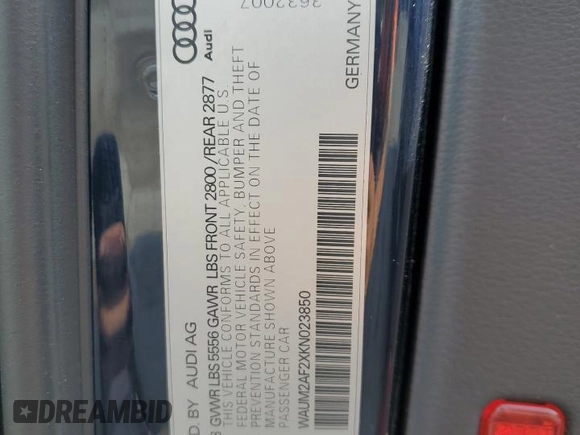 Audi
D. BY AUDI AG
8 GVWR LBS 5556 GAWR LBS FRONT 2800 / REAR 2877
THIS VEHICLE CONFORMS TO ALL APPLICABLE U.S.
FEDERAL MOTOR VEHICLE SAFETY, BUMPER AND THEFT
PREVENTION STANDARDS IN EFFECT ON THE DATE OF
MANUFACTURE SHOWN ABOVE
PASSENGER CAR
WAUM2AF2XKN023850
GERMANY
DREAMBID